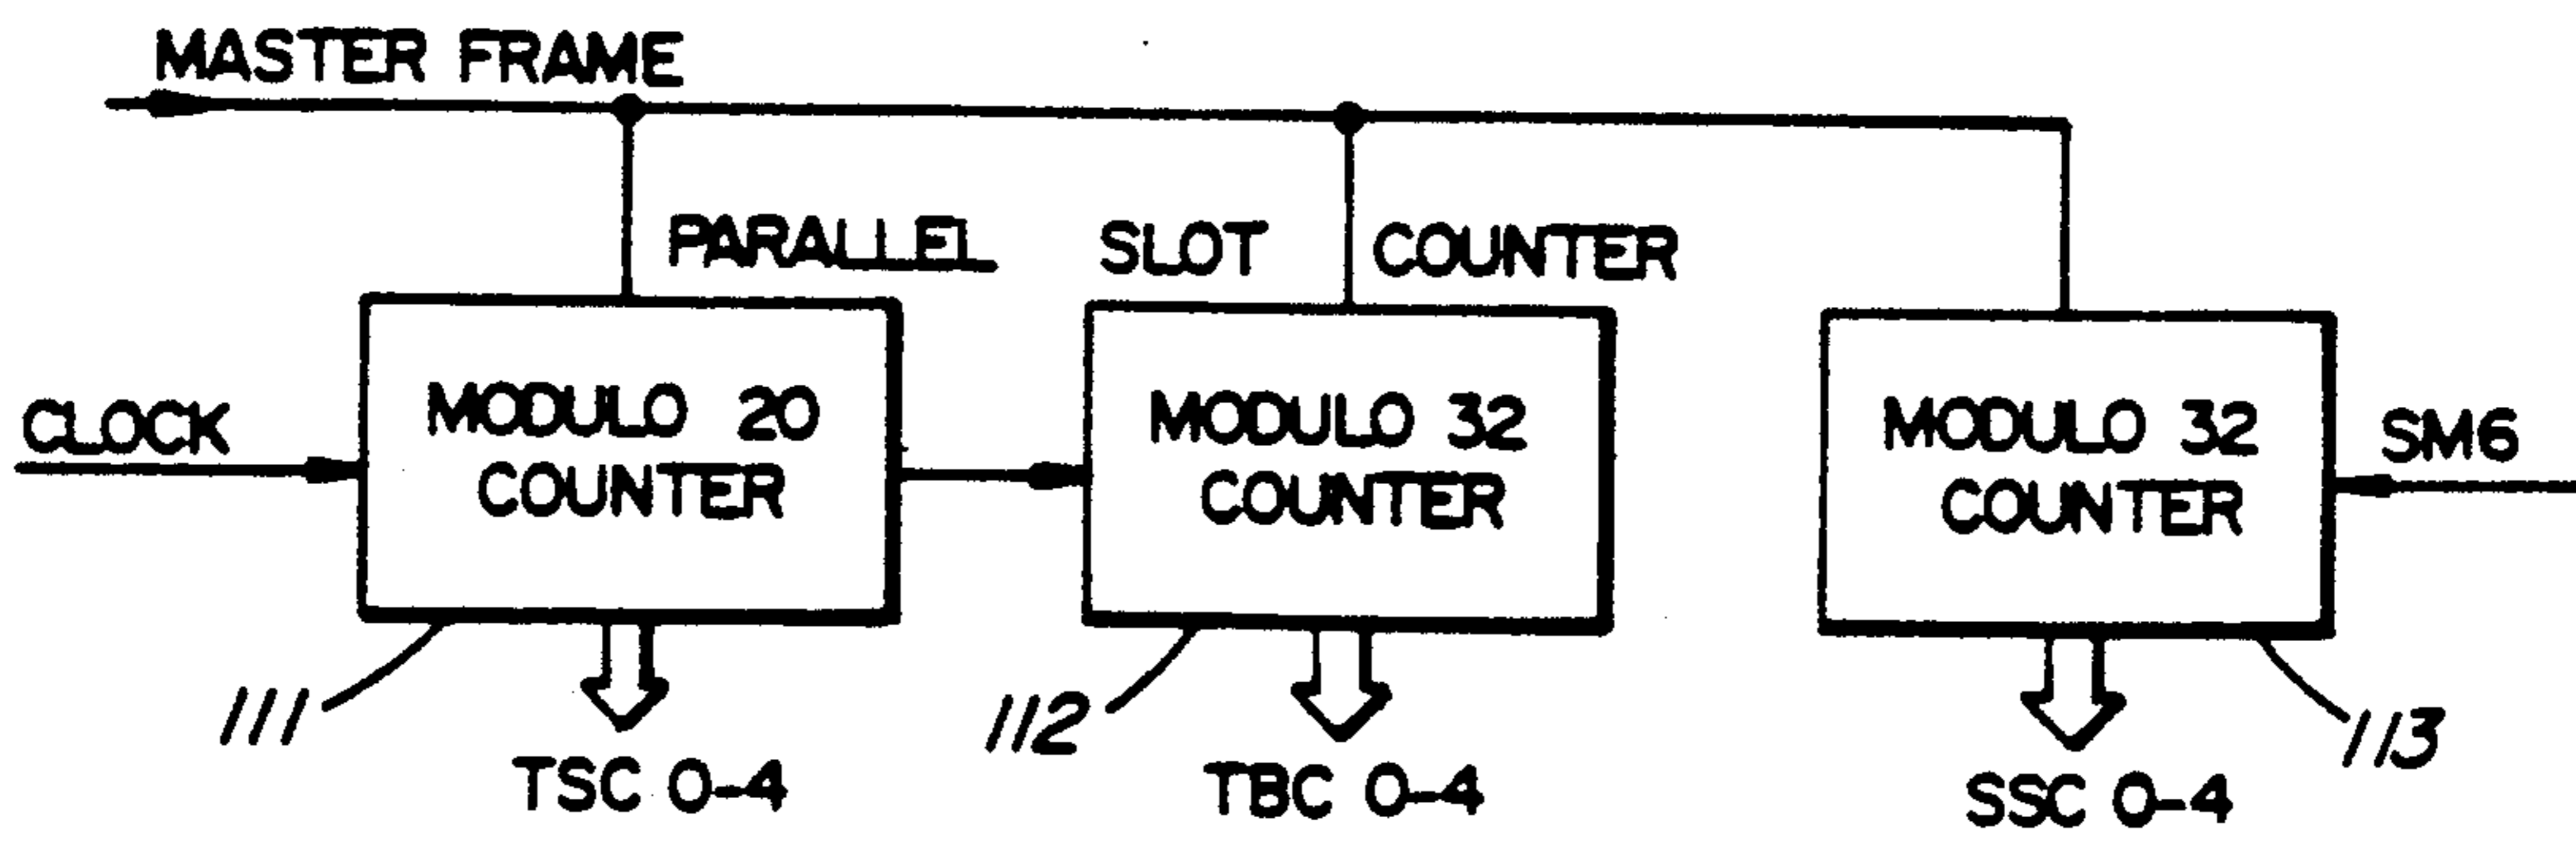 MASTER FRAME
PARALLEL SLOT COUNTER
CLOCK
MODULO 20
COUNTER
MODULO 32
COUNTER
MODULO 32
COUNTER
SM6
111
112
113
TSC 0-4
TBC 0-4
SSC 0-4